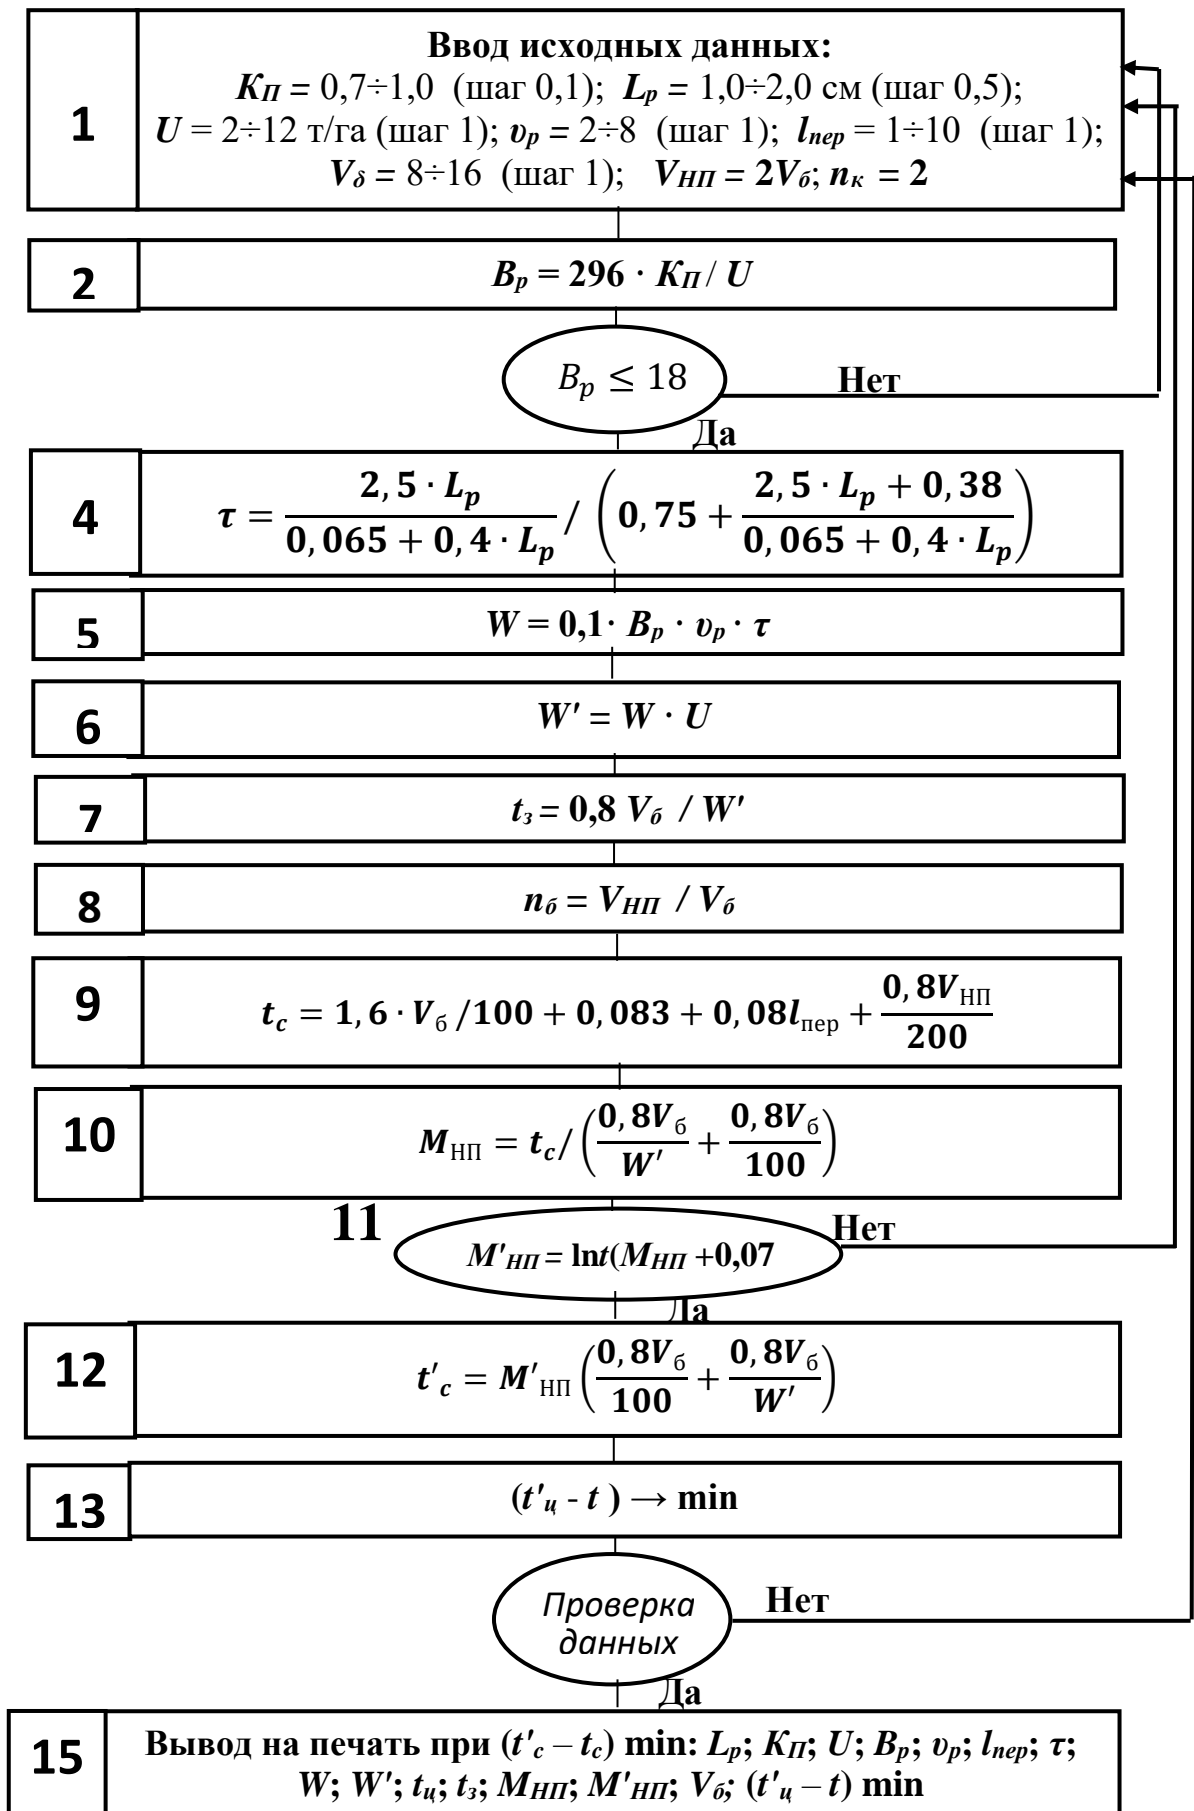 1
Ввод исходных данных:
K_П = 0,7÷1,0 (шаг 0,1); L_p = 1,0÷2,0 см (шаг 0,5);
U = 2÷12 т/га (шаг 1); υ_p = 2÷8 (шаг 1); l_пер = 1÷10 (шаг 1);
V_δ = 8÷16 (шаг 1); V_НП = 2V_б; n_к = 2
2
B_p = 296 · K_П / U
B_p ≤ 18
Нет
Да
4
τ = \frac{2,5 · L_p}{0,065 + 0,4 · L_p} / (0,75 + \frac{2,5 · L_p + 0,38}{0,065 + 0,4 · L_p})
5
W = 0,1· B_p · υ_p · τ
6
W' = W · U
7
t_з = 0,8 V_б / W'
8
n_б = V_НП / V_б
9
t_c = 1,6 · V_б /100 + 0,083 + 0,08l_пер + \frac{0,8V_НП}{200}
10
M_НП = t_c/ (\frac{0,8V_б}{W'} + \frac{0,8V_б}{100})
11
M'_НП = lnt(M_НП +0,07
Нет
Да
12
t'_c = M'_НП (\frac{0,8V_б}{100} + \frac{0,8V_б}{W'})
13
(t'_ц - t ) → min
Проверка
данных
Нет
Да
15
Вывод на печать при (t'_c – t_c) min: L_p; K_П; U; B_p; υ_p; l_пер; τ;
W; W'; t_ц; t_з; M_НП; M'_НП; V_б; (t'_ц – t) min